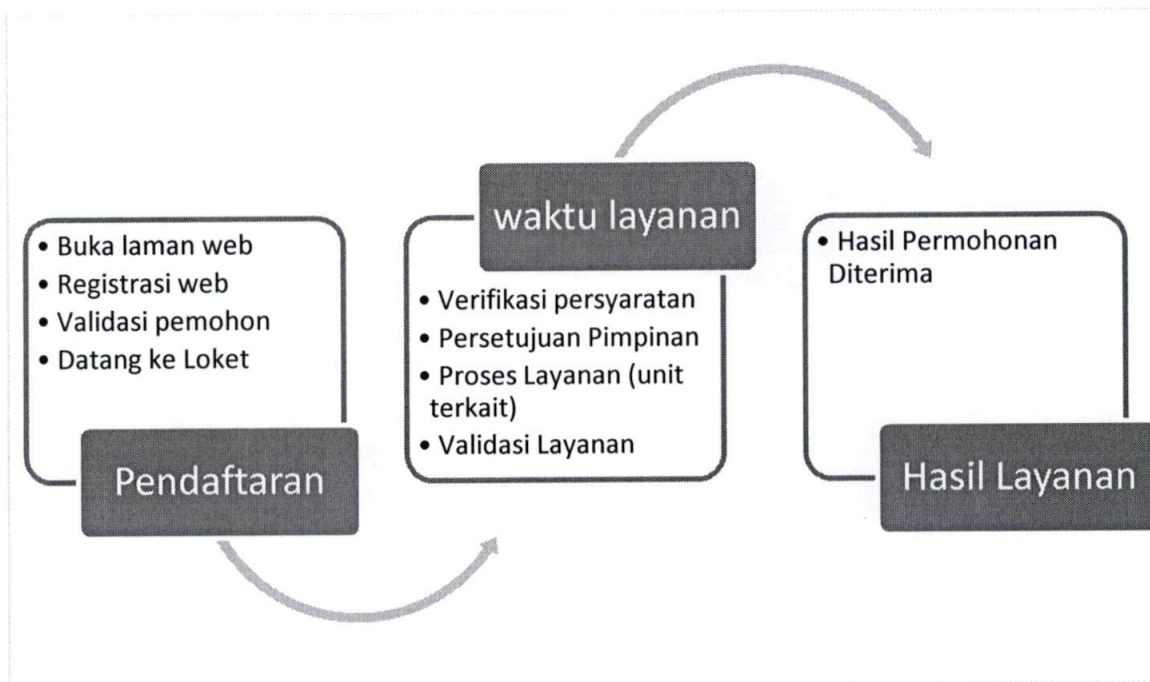 • Buka laman web
• Registrasi web
• Validasi pemohon
• Datang ke Loket
Pendaftaran
waktu layanan
• Verifikasi persyaratan
• Persetujuan Pimpinan
• Proses Layanan (unit
terkait)
• Validasi Layanan
• Hasil Permohonan
Diterima
Hasil Layanan